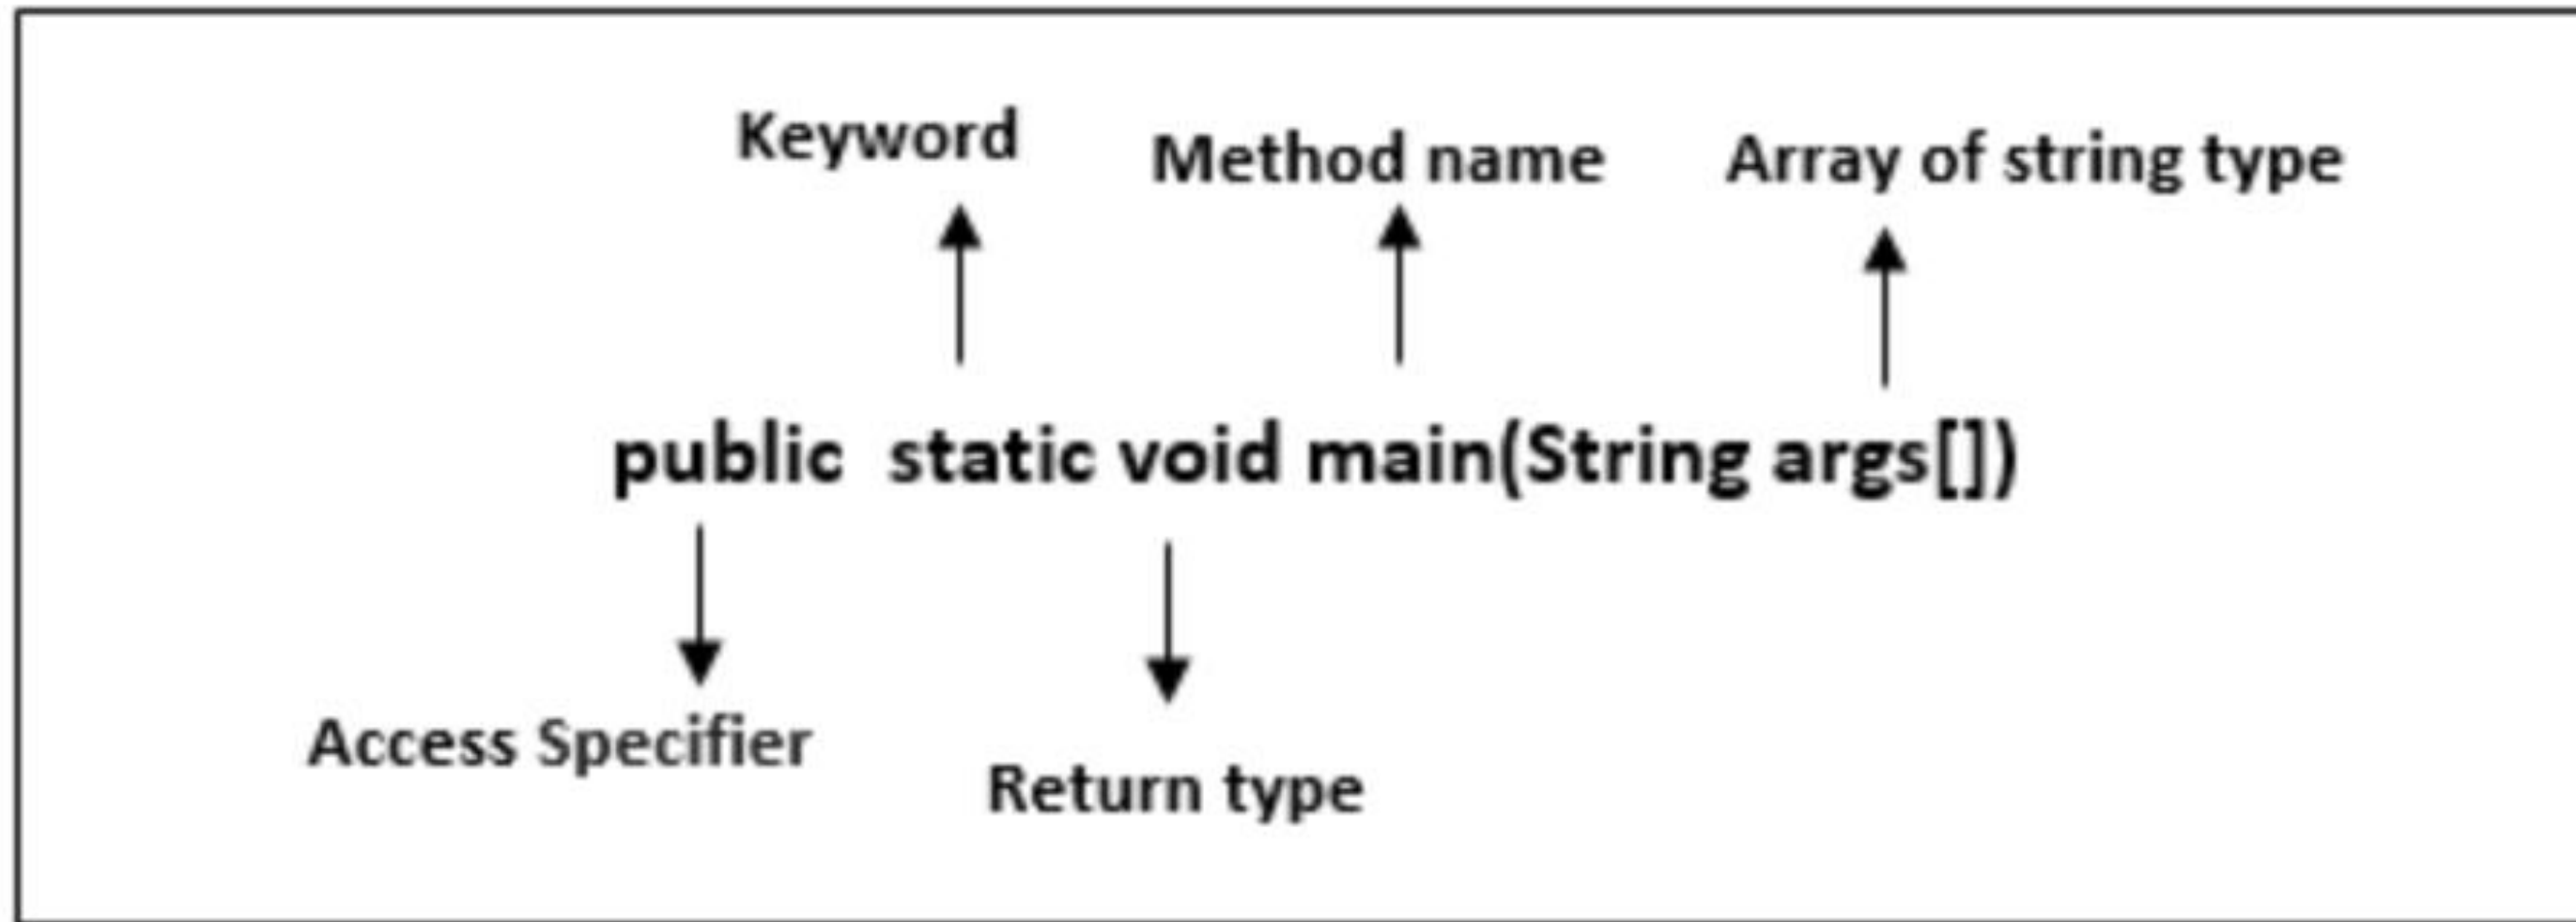 Keyword
Method name
Array of string type
public static void main(String args[])
Access Specifier
Return type